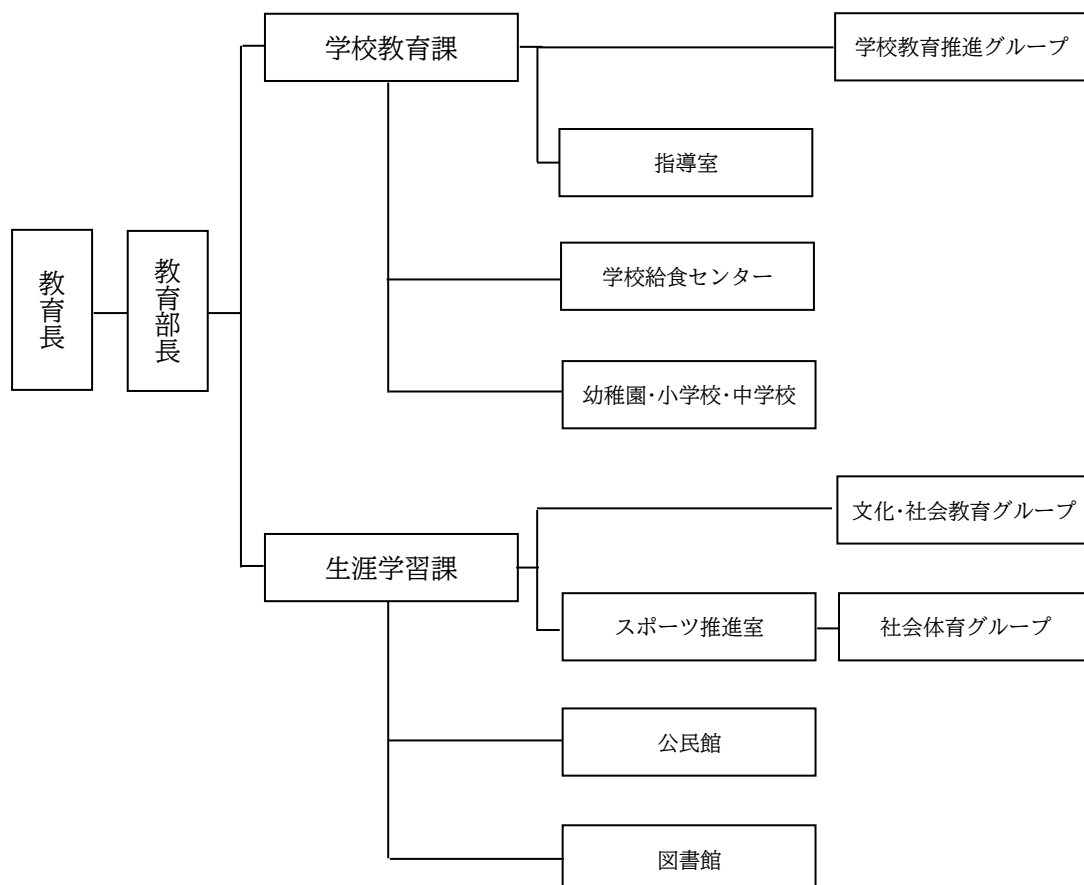 教育長
教育部長
学校教育課
学校教育推進グループ
指導室
学校給食センター
幼稚園･小学校･中学校
生涯学習課
文化･社会教育グループ
スポーツ推進室
社会体育グループ
公民館
図書館